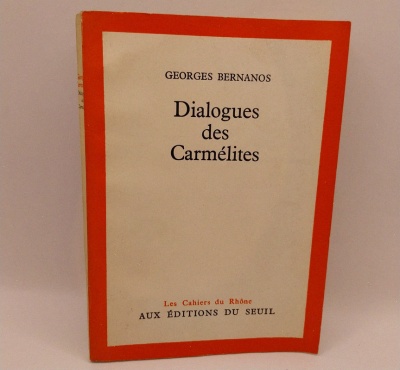 GEORGES BERNANOS
Dialogues
des
Carmélites
Les Cahiers du Rhône
AUX ÉDITIONS DU SEUIL